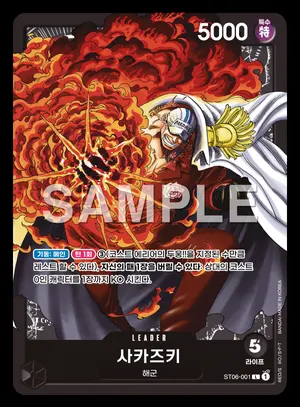 5000
특수
特
SAMPLE
기동: 메인 턴 1회 ③(코스트 에리어의 두웅!!을 지정된 수만큼
레스트 할 수 있다), 자신의 패 1장을 버릴 수 있다: 상대의 코스트
0인 캐릭터를 1장까지 KO 시킨다.
LEADER
사카즈키
해군
5
라이프
ST06-001 L 1